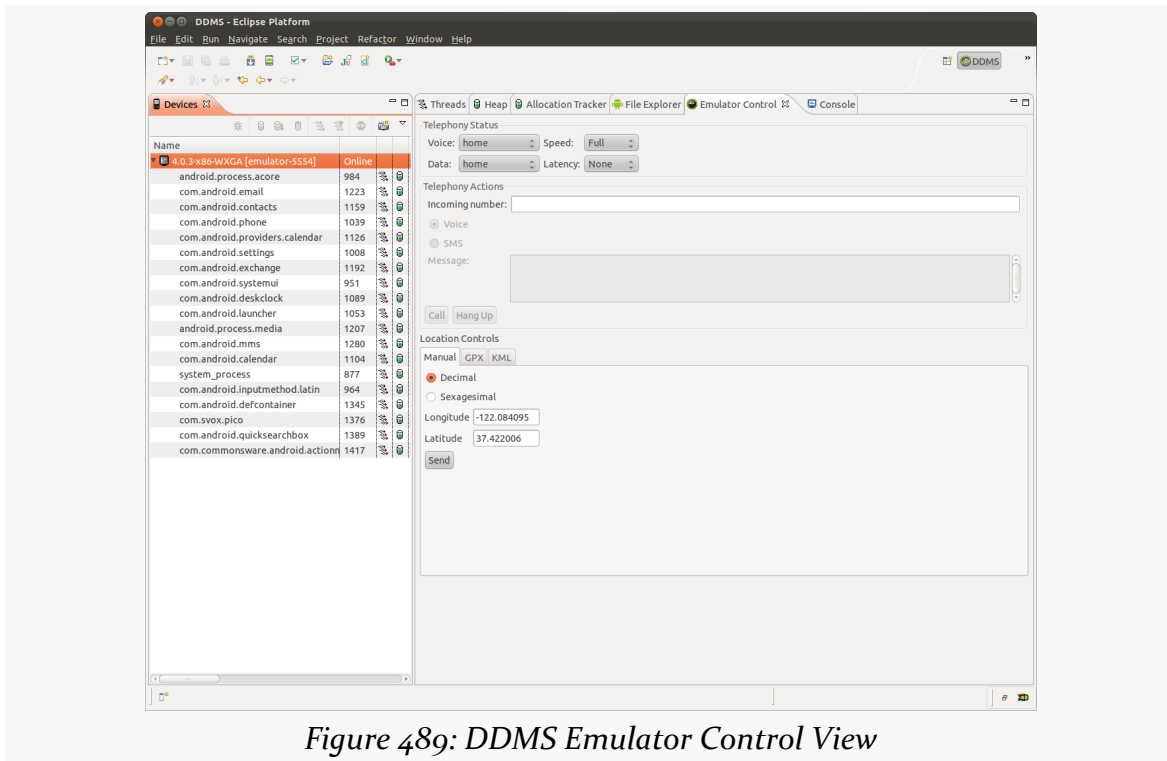 DDMS - Eclipse Platform
File Edit Run Navigate Search Project Refactor Window Help
DDMS
»
Devices
Threads Heap Allocation Tracker File Explorer Emulator Control Console
Name
4.0.3-x86-WXGA [emulator-5554] Online
android.process.acore 984
com.android.email 1223
com.android.contacts 1159
com.android.phone 1039
com.android.providers.calendar 1126
com.android.settings 1008
com.android.exchange 1192
com.android.systemui 951
com.android.deskclock 1089
com.android.launcher 1053
android.process.media 1207
com.android.mms 1280
com.android.calendar 1104
system_process 877
com.android.inputmethod.latin 964
com.android.defcontainer 1345
com.svox.pico 1376
com.android.quicksearchbox 1389
com.commonsware.android.actionn 1417
Telephony Status
Voice: home Speed: Full
Data: home Latency: None
Telephony Actions
Incoming number:
Voice
SMS
Message:
Call Hang Up
Location Controls
Manual GPX KML
Decimal
Sexagesimal
Longitude -122.084095
Latitude 37.422006
Send
Figure 489: DDMS Emulator Control View